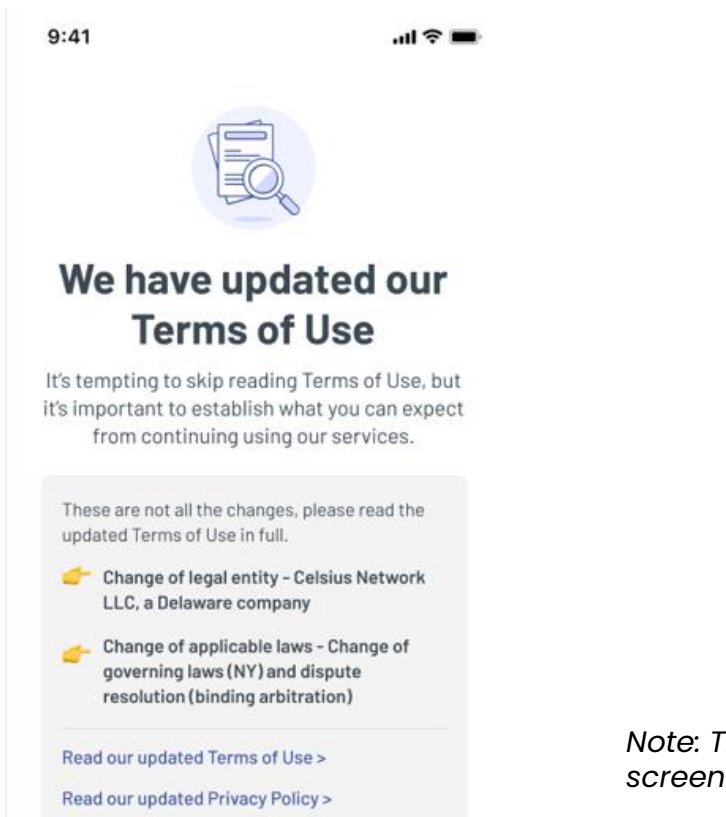 9:41
We have updated our
Terms of Use
It's tempting to skip reading Terms of Use, but
it's important to establish what you can expect
from continuing using our services.
These are not all the changes, please read the
updated Terms of Use in full.
👉 Change of legal entity - Celsius Network
LLC, a Delaware company
👉 Change of applicable laws - Change of
governing laws (NY) and dispute
resolution (binding arbitration)
Read our updated Terms of Use >
Read our updated Privacy Policy >
Note: T
screen